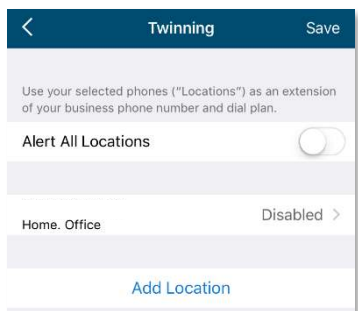 Twinning Save
Use your selected phones ("Locations") as an extension
of your business phone number and dial plan.
Alert All Locations
Home. Office Disabled
Add Location